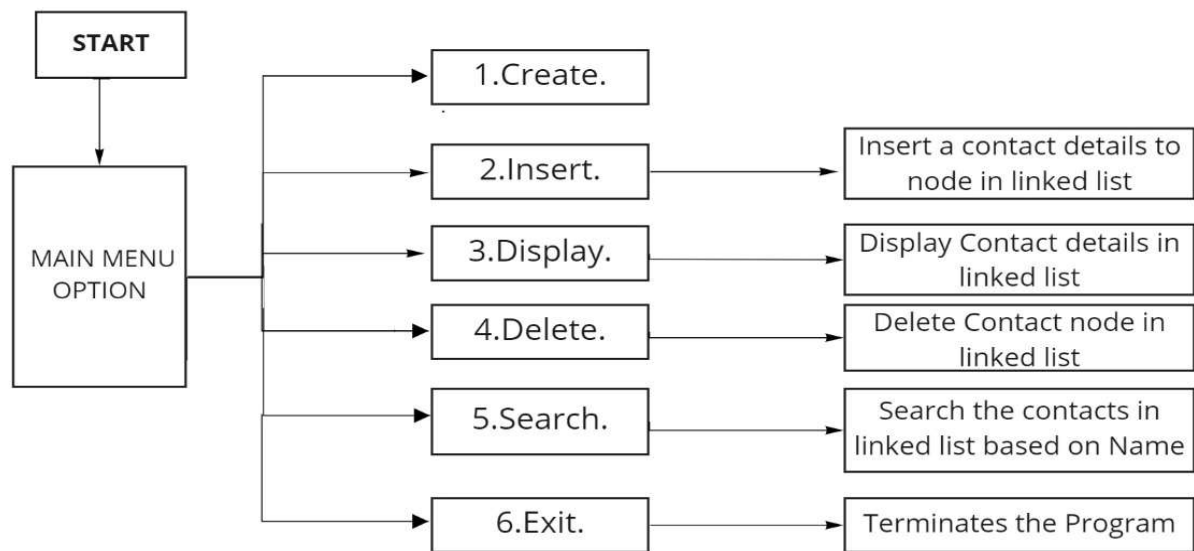 START
MAIN MENU
OPTION
1.Create.
2.Insert.
Insert a contact details to
node in linked list
3.Display.
Display Contact details in
linked list
4.Delete.
Delete Contact node in
linked list
5.Search.
Search the contacts in
linked list based on Name
6.Exit.
Terminates the Program